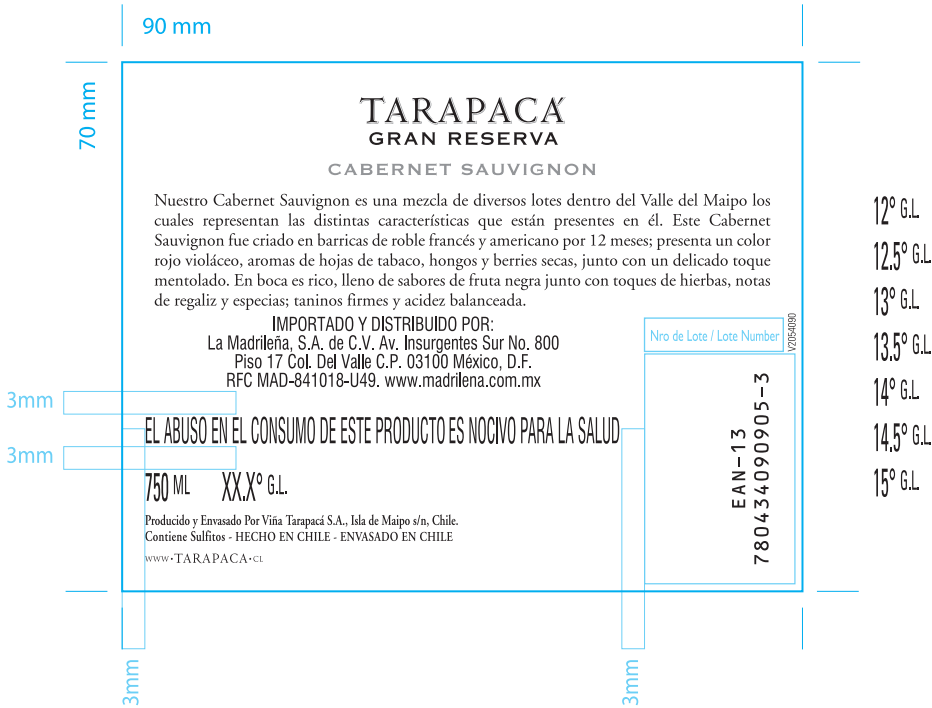 90 mm
70 mm
TARAPACÁ
GRAN RESERVA
CABERNET SAUVIGNON
Nuestro Cabernet Sauvignon es una mezcla de diversos lotes dentro del Valle del Maipo los
cuales representan las distintas características que están presentes en él. Este Cabernet
Sauvignon fue criado en barricas de roble francés y americano por 12 meses; presenta un color
rojo violáceo, aromas de hojas de tabaco, hongos y berries secas, junto con un delicado toque
mentolado. En boca es rico, lleno de sabores de fruta negra junto con toques de hierbas, notas
de regaliz y especias; taninos firmes y acidez balanceada.
IMPORTADO Y DISTRIBUIDO POR:
La Madrileña, S.A. de C.V. Av. Insurgentes Sur No. 800
Piso 17 Col. Del Valle C.P. 03100 México, D.F.
RFC MAD-841018-U49. www.madrilena.com.mx
Nro de Lote / Lote Number
V2054090
3mm
EL ABUSO EN EL CONSUMO DE ESTE PRODUCTO ES NOCIVO PARA LA SALUD
3mm
750 ML XX.X° G.L.
EAN-13
7804340909053-3
Producido y Envasado Por Viña Tarapacá S.A., Isla de Maipo s/n, Chile.
Contiene Sulfitos - HECHO EN CHILE - ENVASADO EN CHILE
WWW·TARAPACA·CL
3mm
3mm
12° G.L.
12.5° G.L.
13° G.L.
13.5° G.L.
14° G.L.
14.5° G.L.
15° G.L.